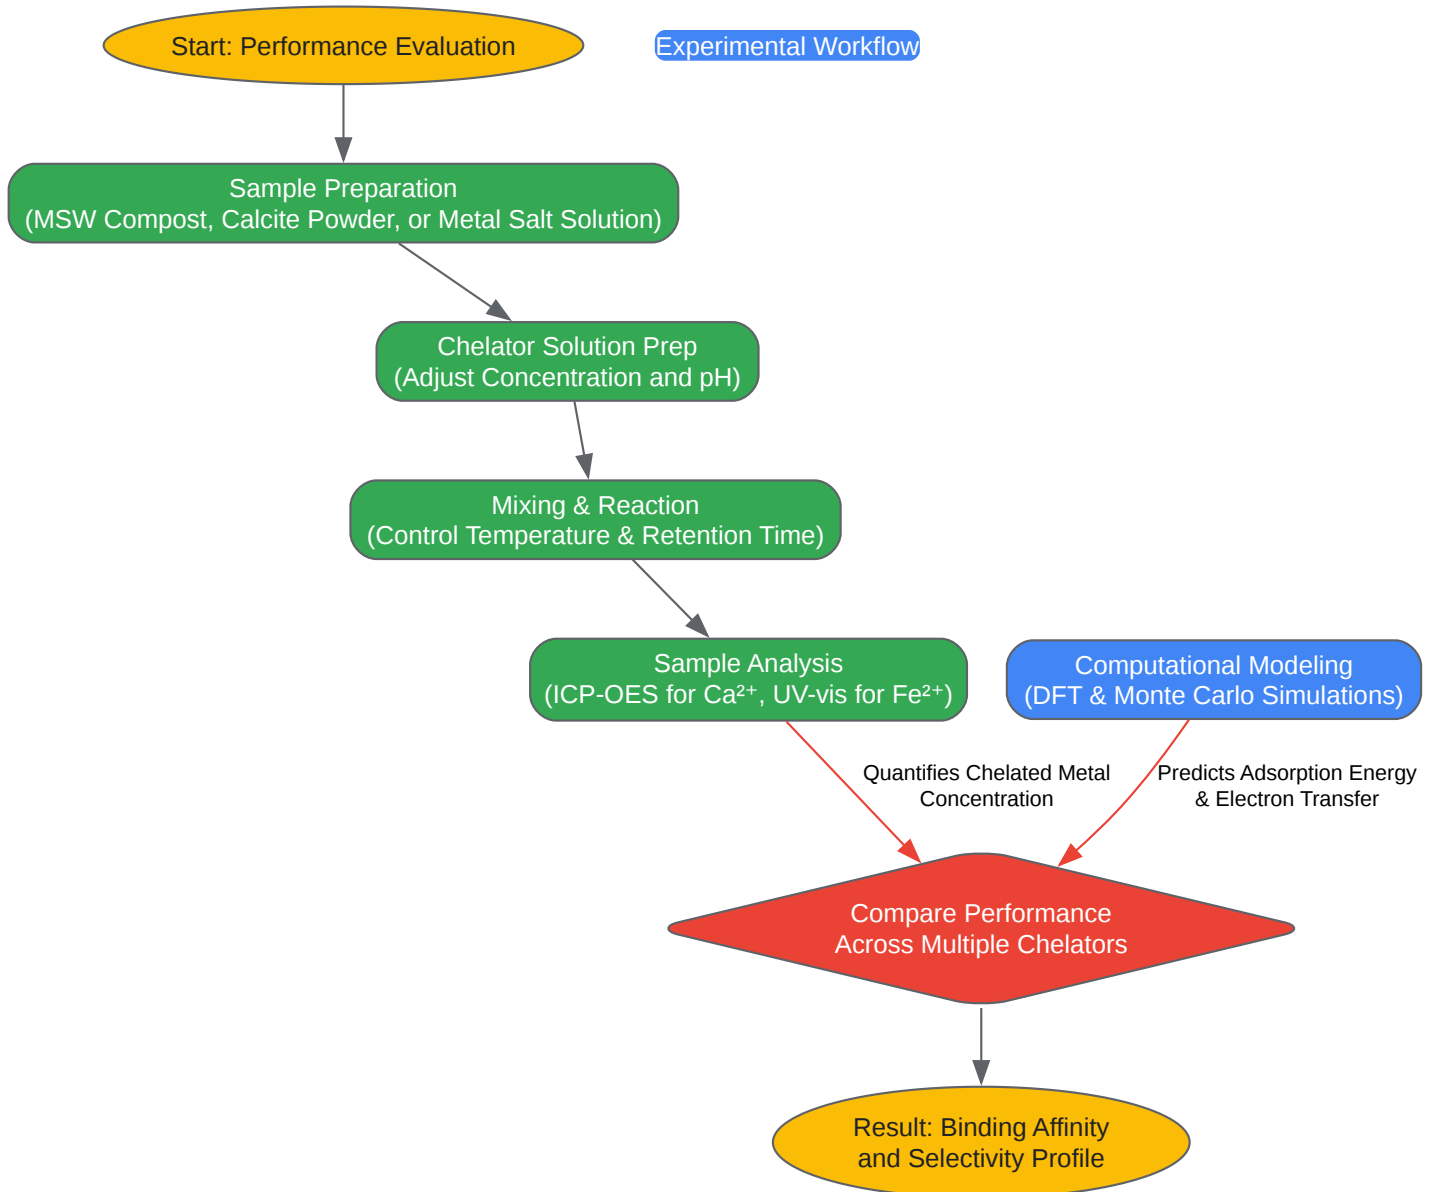 Start: Performance Evaluation
Experimental Workflow
Sample Preparation
(MSW Compost, Calcite Powder, or Metal Salt Solution)
Chelator Solution Prep
(Adjust Concentration and pH)
Mixing & Reaction
(Control Temperature & Retention Time)
Sample Analysis
(ICP-OES for Ca²⁺, UV-vis for Fe²⁺)
Computational Modeling
(DFT & Monte Carlo Simulations)
Quantifies Chelated Metal
Concentration
Predicts Adsorption Energy
& Electron Transfer
Compare Performance
Across Multiple Chelators
Result: Binding Affinity
and Selectivity Profile